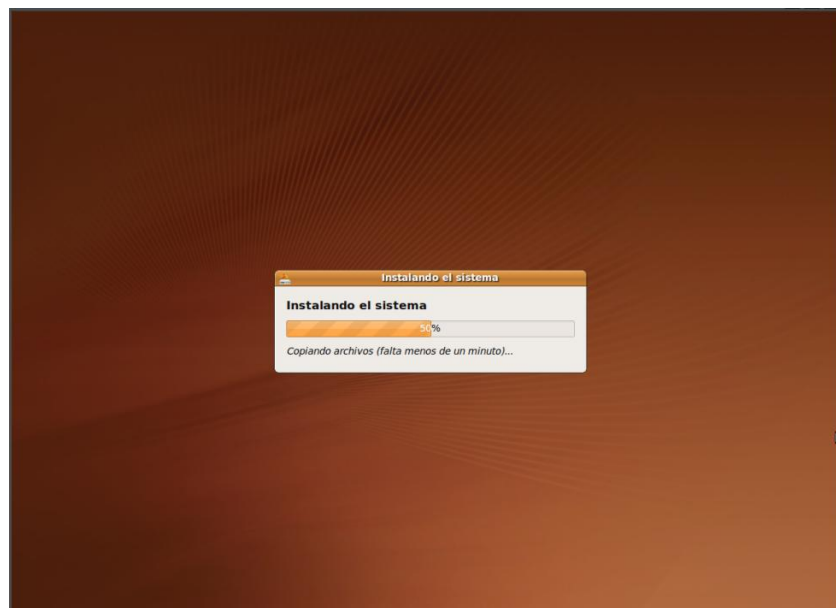 Instalando el sistema
Instalando el sistema
50%
Copiando archivos (falta menos de un minuto)...